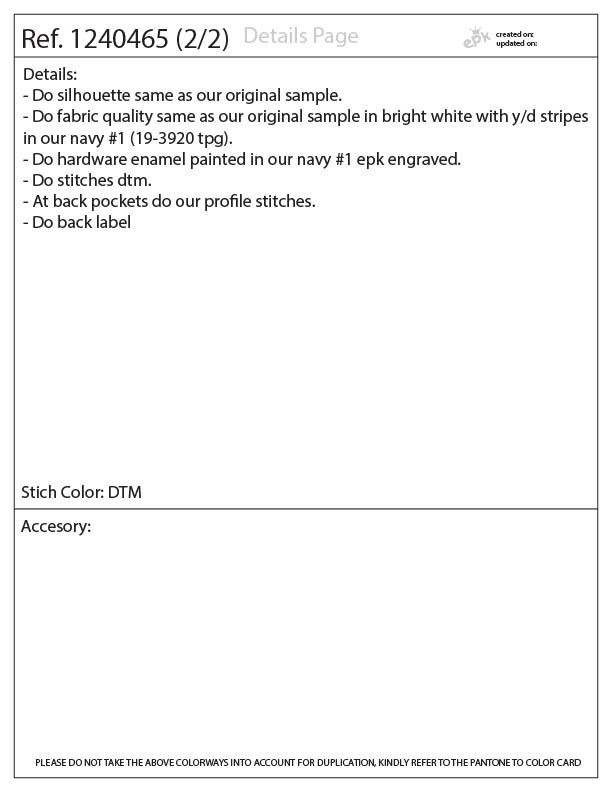 Ref. 1240465 (2/2) Details Page
epk
created on:
updated on:
Details:
- Do silhouette same as our original sample.
- Do fabric quality same as our original sample in bright white with y/d stripes
in our navy #1 (19-3920 tpg).
- Do hardware enamel painted in our navy #1 epk engraved.
- Do stitches dtm.
- At back pockets do our profile stitches.
- Do back label
Stich Color: DTM
Accesory:
PLEASE DO NOT TAKE THE ABOVE COLORWAYS INTO ACCOUNT FOR DUPLICATION, KINDLY REFER TO THE PANTONE TO COLOR CARD